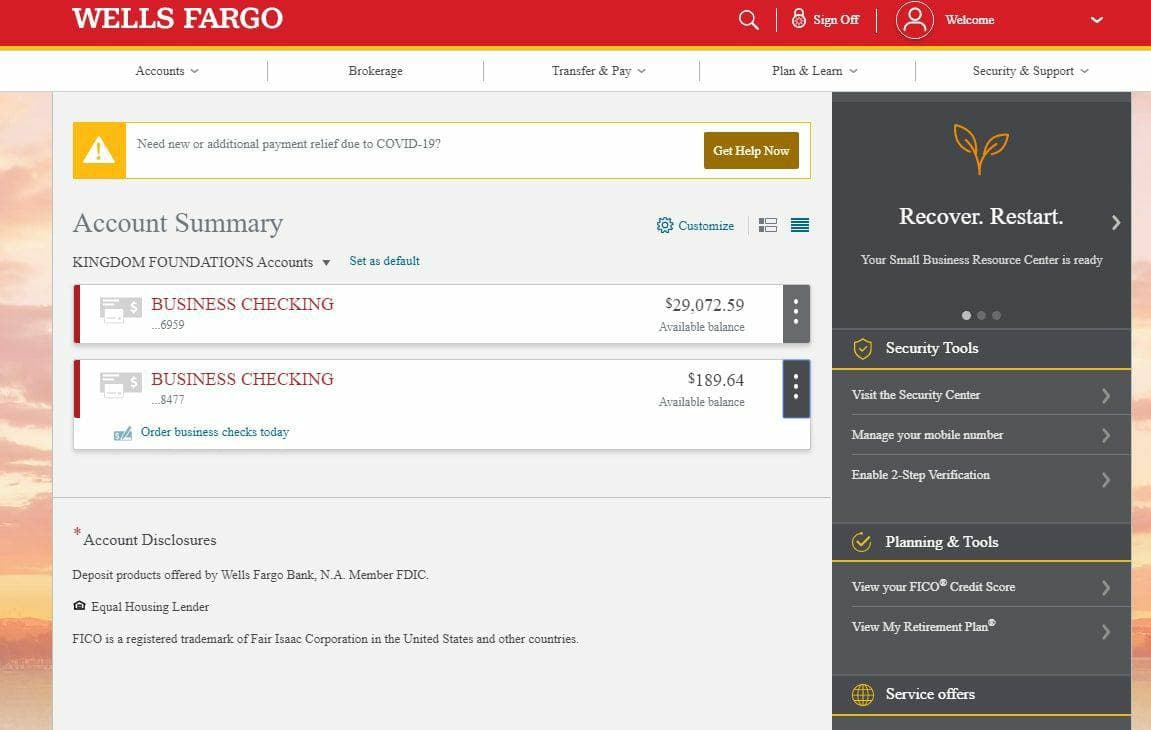 WELLS FARGO
Sign Off
Welcome
Accounts
Brokerage
Transfer & Pay
Plan & Learn
Security & Support
Need new or additional payment relief due to COVID-19?
Get Help Now
Account Summary
Customize
KINGDOM FOUNDATIONS Accounts
Set as default
BUSINESS CHECKING
$29,072.59
...6959
Available balance
BUSINESS CHECKING
$189.64
...8477
Available balance
Order business checks today
* Account Disclosures
Deposit products offered by Wells Fargo Bank, N.A. Member FDIC.
Equal Housing Lender
FICO is a registered trademark of Fair Isaac Corporation in the United States and other countries.
Recover. Restart.
Your Small Business Resource Center is ready
Security Tools
Visit the Security Center
Manage your mobile number
Enable 2-Step Verification
Planning & Tools
View your FICO® Credit Score
View My Retirement Plan®
Service offers